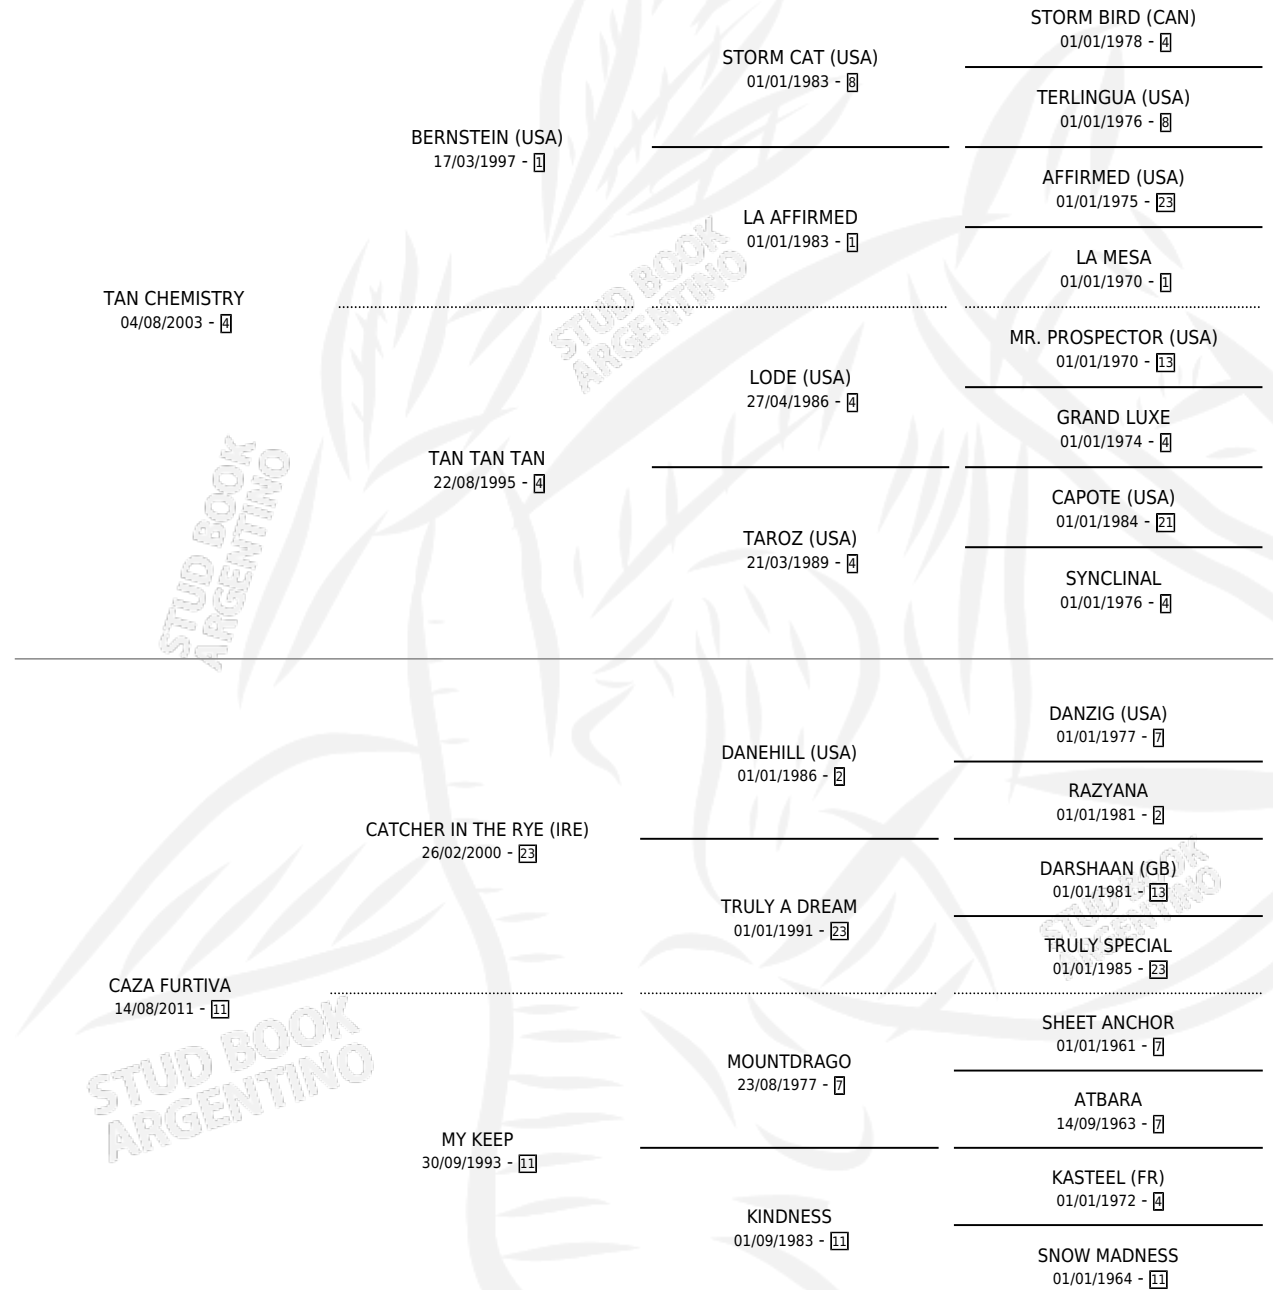 STORM BIRD (CAN)
01/01/1978 - 4
STORM CAT (USA)
01/01/1983 - 8
TERLINGUA (USA)
01/01/1976 - 8
BERNSTEIN (USA)
17/03/1997 - 1
AFFIRMED (USA)
01/01/1975 - 23
LA AFFIRMED
01/01/1983 - 1
LA MESA
01/01/1970 - 1
TAN CHEMISTRY
04/08/2003 - 4
MR. PROSPECTOR (USA)
01/01/1970 - 13
LODE (USA)
27/04/1986 - 4
GRAND LUXE
01/01/1974 - 4
TAN TAN TAN
22/08/1995 - 4
CAPOTE (USA)
01/01/1984 - 21
TAROZ (USA)
21/03/1989 - 4
SYNCLINAL
01/01/1976 - 4
STUD BOOK
ARGENTINO
STUD BOOK
ARGENTINO
DANZIG (USA)
01/01/1977 - 7
DANEHILL (USA)
01/01/1986 - 2
RAZYANA
01/01/1981 - 2
CATCHER IN THE RYE (IRE)
26/02/2000 - 23
DARSHAAN (GB)
01/01/1981 - 13
TRULY A DREAM
01/01/1991 - 23
TRULY SPECIAL
01/01/1985 - 23
CAZA FURTIVA
14/08/2011 - 11
SHEET ANCHOR
01/01/1961 - 7
MOUNTDRAGO
23/08/1977 - 7
ATBARA
14/09/1963 - 7
MY KEEP
30/09/1993 - 11
KASTEEL (FR)
01/01/1972 - 4
KINDNESS
01/09/1983 - 11
SNOW MADNESS
01/01/1964 - 11
STUD BOOK
ARGENTINO
STUD BOOK
ARGENTINO